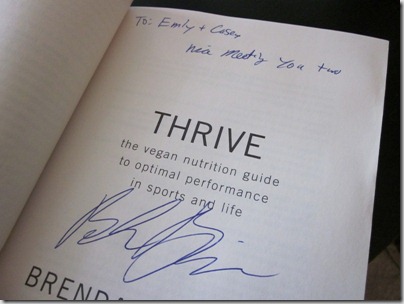 To: Emily + Casey
nice Meeting You two
THRIVE
the vegan nutrition guide
to optimal performance
in sports and life
BRENDA